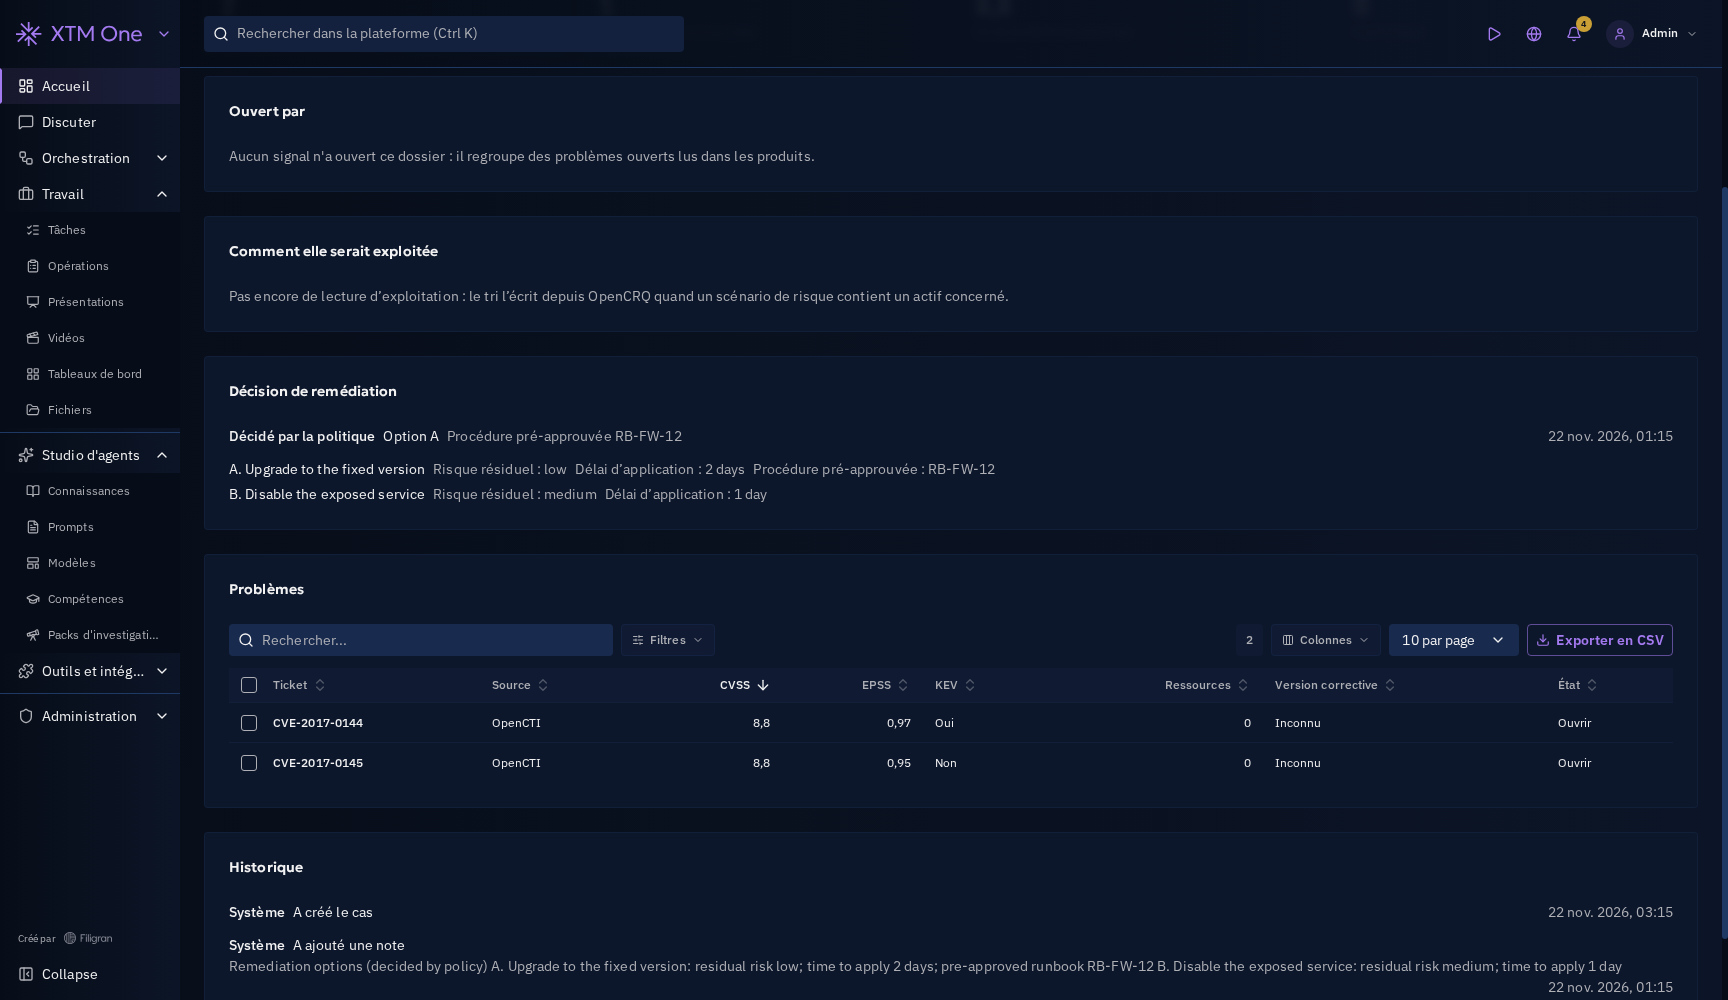 XTM One
Rechercher dans la plateforme (Ctrl K)
4
Admin
Accueil
Discuter
Orchestration
Travail
Tâches
Opérations
Présentations
Vidéos
Tableaux de bord
Fichiers
Studio d'agents
Connaissances
Prompts
Modèles
Compétences
Packs d'investigati...
Outils et intég...
Administration
Créé par Filigran
Collapse
Ouvert par
Aucun signal n'a ouvert ce dossier : il regroupe des problèmes ouverts lus dans les produits.
Comment elle serait exploitée
Pas encore de lecture d’exploitation : le tri l’écrit depuis OpenCRQ quand un scénario de risque contient un actif concerné.
Décision de remédiation
Décidé par la politique Option A Procédure pré-approuvée RB-FW-12 22 nov. 2026, 01:15
A. Upgrade to the fixed version Risque résiduel : low Délai d’application : 2 days Procédure pré-approuvée : RB-FW-12
B. Disable the exposed service Risque résiduel : medium Délai d’application : 1 day
Problèmes
Rechercher... Filtres 2 Colonnes 10 par page Exporter en CSV
Ticket Source CVSS EPSS KEV Ressources Version corrective État
CVE-2017-0144 OpenCTI 8,8 0,97 Oui 0 Inconnu Ouvrir
CVE-2017-0145 OpenCTI 8,8 0,95 Non 0 Inconnu Ouvrir
Historique
Système A créé le cas 22 nov. 2026, 03:15
Système A ajouté une note
Remediation options (decided by policy) A. Upgrade to the fixed version: residual risk low; time to apply 2 days; pre-approved runbook RB-FW-12 B. Disable the exposed service: residual risk medium; time to apply 1 day
22 nov. 2026, 01:15